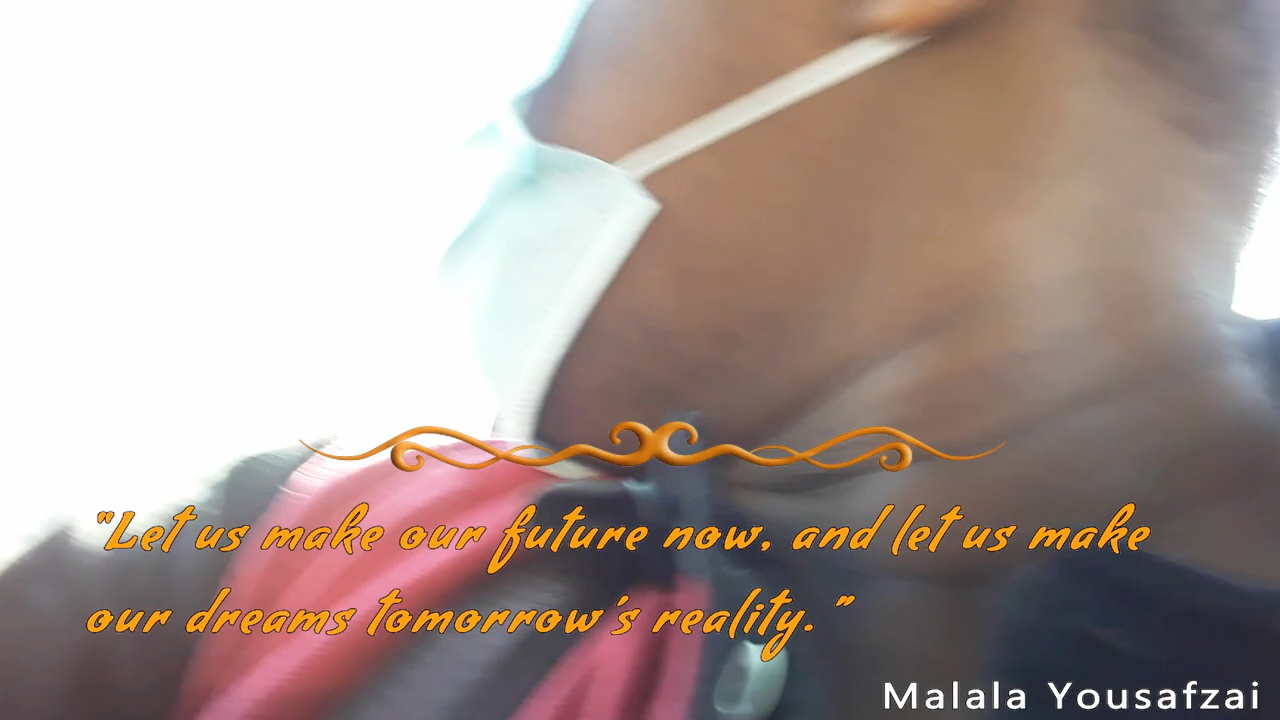 "Let us make our future now, and let us make
our dreams tomorrow's reality."
Malala Yousafzai